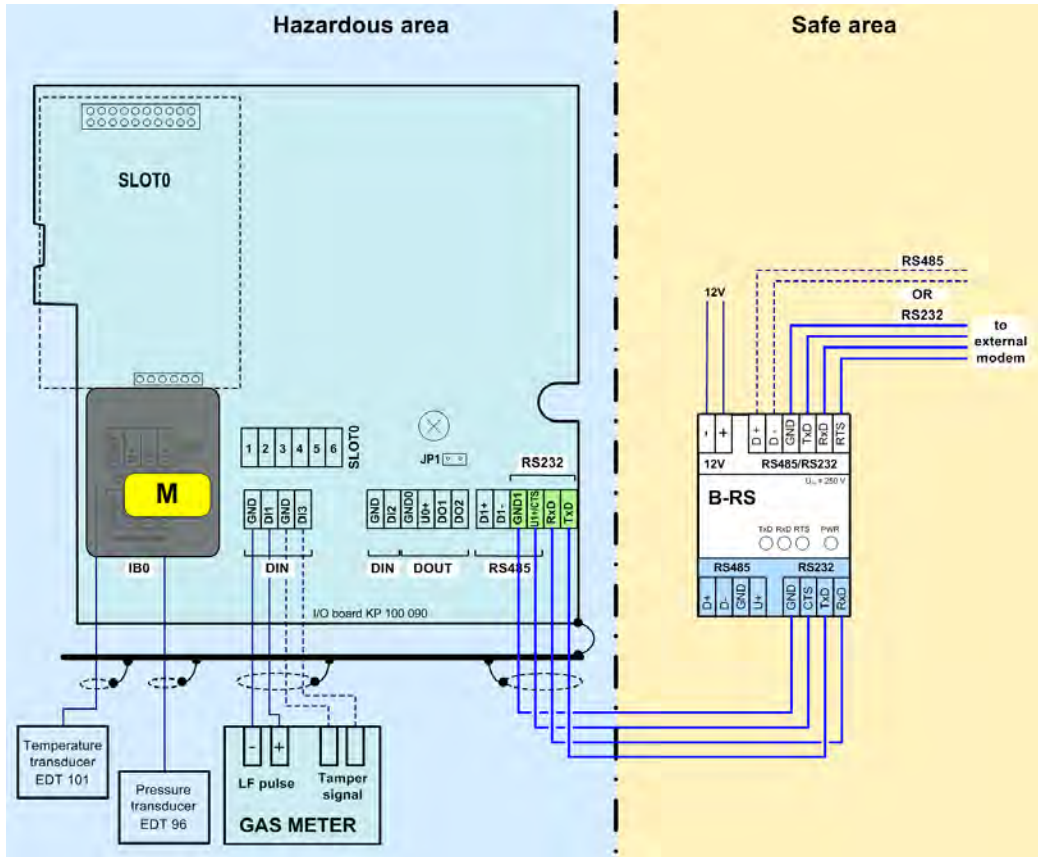 Hazardous area
Safe area
SLOT0
M
IB0
1 2 3 4 5 6
SLOT0
JP1
RS232
GND DI1 GND DI3
GND DI2 GND0 U0+ DO1 DO2
D1+ D1- GND1 U1+/CTS RxD TxD
DIN
DIN
DOUT
RS485
I/O board KP 100 090
Temperature
transducer
EDT 101
Pressure
transducer
EDT 96
- +
LF pulse
Tamper
signal
GAS METER
RS485
12V
OR
- +
RS232
to
external
modem
- + D+ D- GND TxD RxD RTS
12V
RS485/RS232
= 250 V
B-RS
TxD RxD RTS PWR
RS485
RS232
D+ D- GND U+ GND CTS TxD RxD